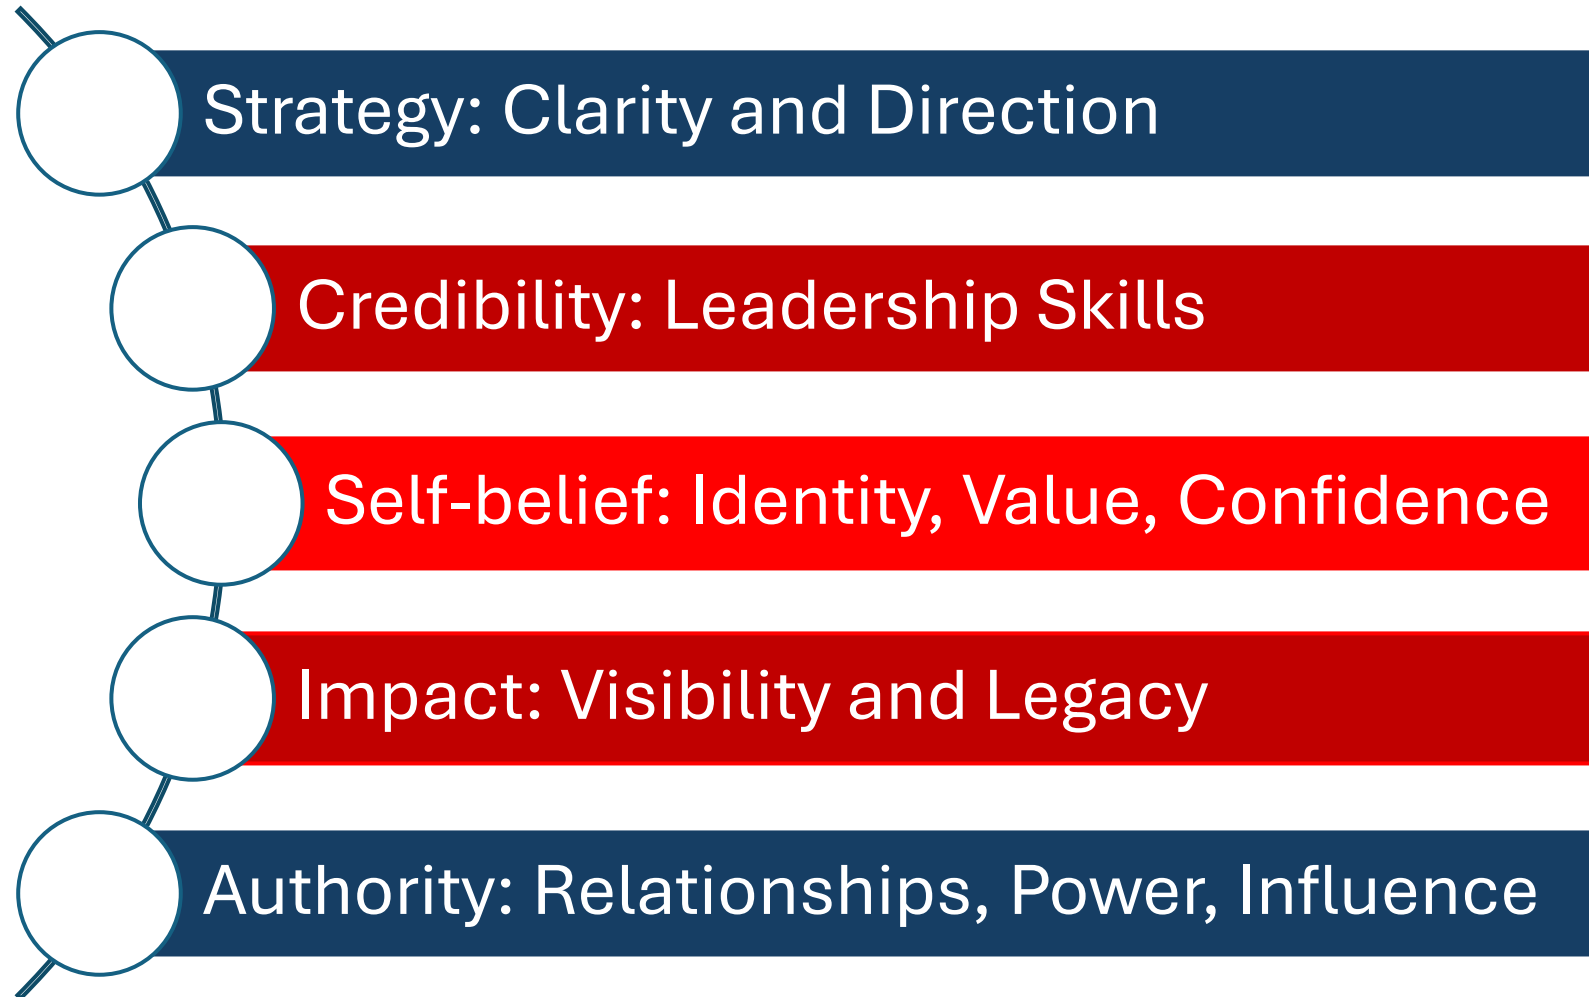 Strategy: Clarity and Direction
Credibility: Leadership Skills
Self-belief: Identity, Value, Confidence
Impact: Visibility and Legacy
Authority: Relationships, Power, Influence